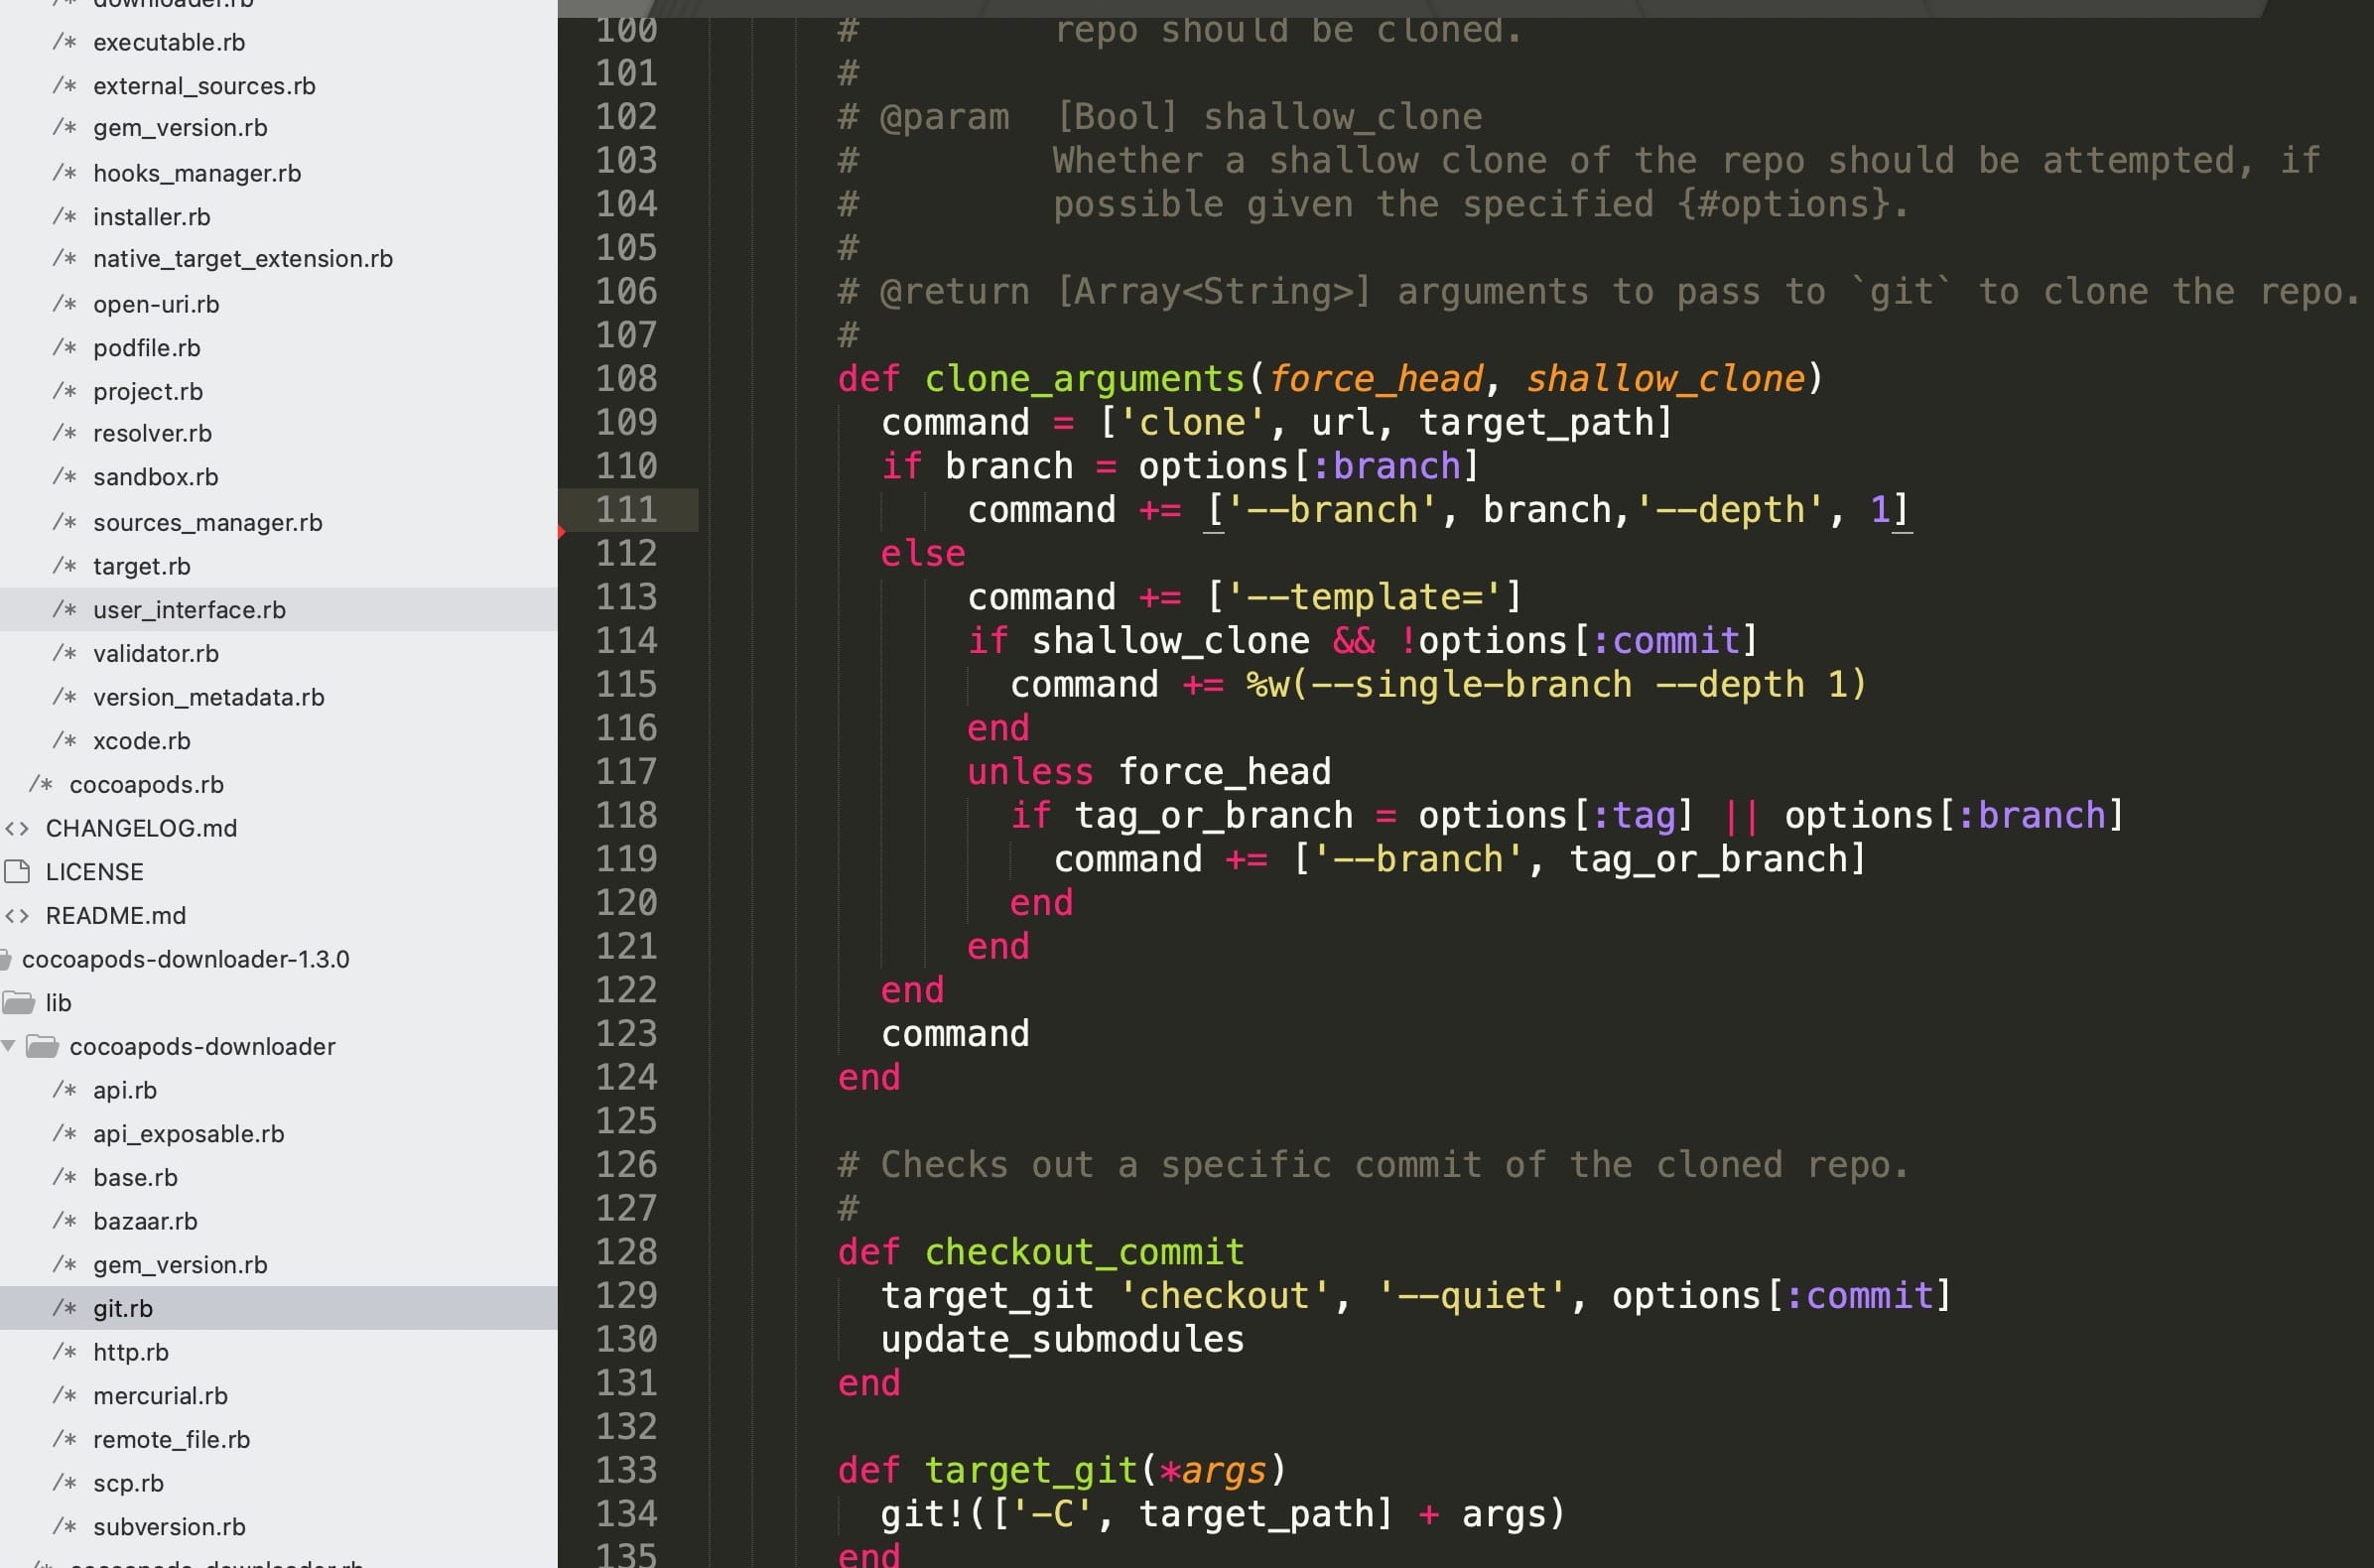 downloader.rb
executable.rb
external_sources.rb
gem_version.rb
hooks_manager.rb
installer.rb
native_target_extension.rb
open-uri.rb
podfile.rb
project.rb
resolver.rb
sandbox.rb
sources_manager.rb
target.rb
user_interface.rb
validator.rb
version_metadata.rb
xcode.rb
cocoapods.rb
CHANGELOG.md
LICENSE
README.md
cocoapods-downloader-1.3.0
lib
cocoapods-downloader
api.rb
api_exposable.rb
base.rb
bazaar.rb
gem_version.rb
git.rb
http.rb
mercurial.rb
remote_file.rb
scp.rb
subversion.rb
cocoapods-downloader.rb
100 # repo should be cloned.
101 #
102 # @param [Bool] shallow_clone
103 # Whether a shallow clone of the repo should be attempted, if
104 # possible given the specified {#options}.
105 #
106 # @return [Array<String>] arguments to pass to `git` to clone the repo.
107 #
108 def clone_arguments(force_head, shallow_clone)
109 command = ['clone', url, target_path]
110 if branch = options[:branch]
111 command += ['--branch', branch,'--depth', 1]
112 else
113 command += ['--template=']
114 if shallow_clone && !options[:commit]
115 command += %w(--single-branch --depth 1)
116 end
117 unless force_head
118 if tag_or_branch = options[:tag] || options[:branch]
119 command += ['--branch', tag_or_branch]
120 end
121 end
122 end
123 command
124 end
125
126 # Checks out a specific commit of the cloned repo.
127 #
128 def checkout_commit
129 target_git 'checkout', '--quiet', options[:commit]
130 update_submodules
131 end
132
133 def target_git(*args)
134 git!(['-C', target_path] + args)
135 end